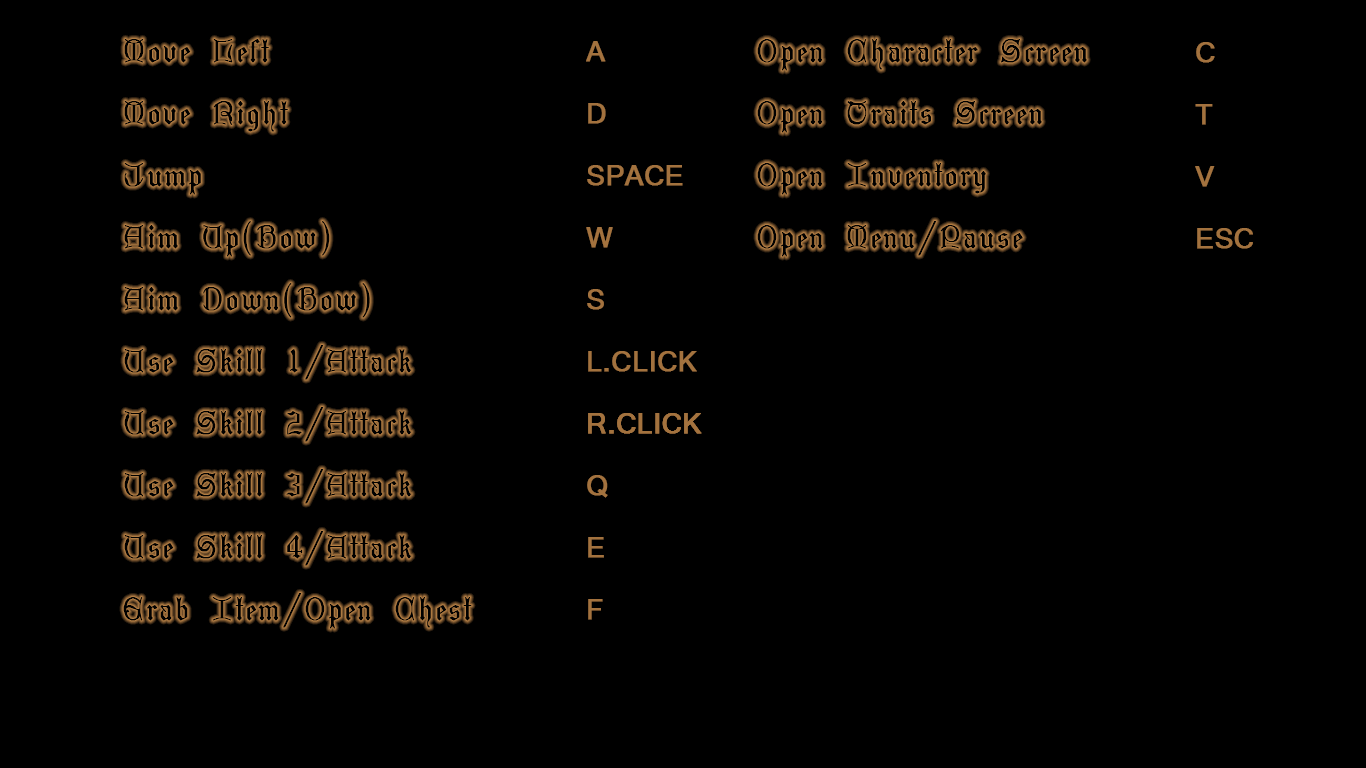 Move Left A
Move Right D
Jump SPACE
Aim Up(Bow) W
Aim Down(Bow) S
Use Skill 1/Attack L.CLICK
Use Skill 2/Attack R.CLICK
Use Skill 3/Attack Q
Use Skill 4/Attack E
Grab Item/Open Chest F
Open Character Screen C
Open Traits Screen T
Open Inventory V
Open Menu/Pause ESC